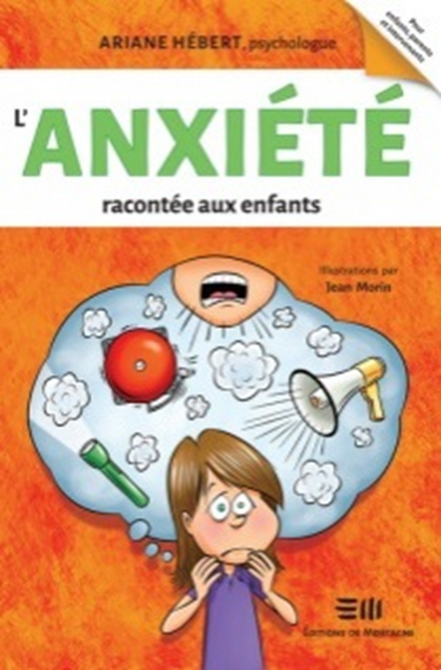 Pour
enfants, parents
et intervenants
ARIANE HÉBERT, psychologue
L'ANXIÉTÉ
racontée aux enfants
Illustrations par
Jean Morin
ÉDITIONS DE MORTAGNE